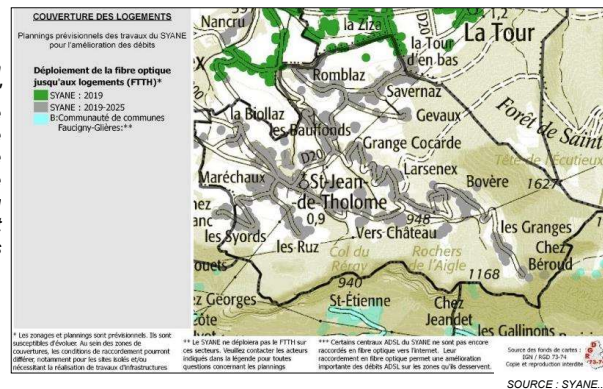 COUVERTURE DES LOGEMENTS
Plannings prévisionnels des travaux du SYANE
pour l'amélioration des débits
Déploiement de la fibre optique
jusqu'aux logements (FTTH)*
SYANE : 2019
SYANE : 2019-2025
B:Communauté de communes
Faucigny-Glières:**
Nancru
la Ziza
D20
1,2
La Tour
la Tour
d'en bas
Romblaz
Savernaz
Gevaux
la Biollaz
les Bauffonds
Forêt de Saint
Grange Cocarde
D20
Tête de l'Ecutieux
Larsenex
Maréchaux
St-Jean-
de-Tholome
Bovère
1627
0,9
948
les Syords
les Ruz
Vers Château
les Granges
Chez
Béroud
Col du
Réray
Rochers
de l'Aigle
1168
940
z Georges
St-Étienne
Chez
Jeandet
les Gallinons
* Les zonages et plannings sont prévisionnels. Ils sont
susceptibles d'évoluer. Au sein des zones de
couvertures, les conditions de raccordement pourront
différer, notamment pour les sites isolés et/ou
nécessitant la réalisation de travaux d'infrastructures
** Le SYANE ne déploiera pas le FTTH sur
ces secteurs. Veuillez contacter les acteurs
indiqués dans la légende pour toutes
questions concernant les plannings
*** Certains centraux ADSL du SYANE ne sont pas encore
raccordés en fibre optique vers l'Internet. Leur
raccordement en fibre optique permet une amélioration
importante des débits ADSL sur les zones qu'ils desservent.
Source des fonds de cartes :
IGN / RGD 73-74
Copie et reproduction interdite
SOURCE : SYANE.